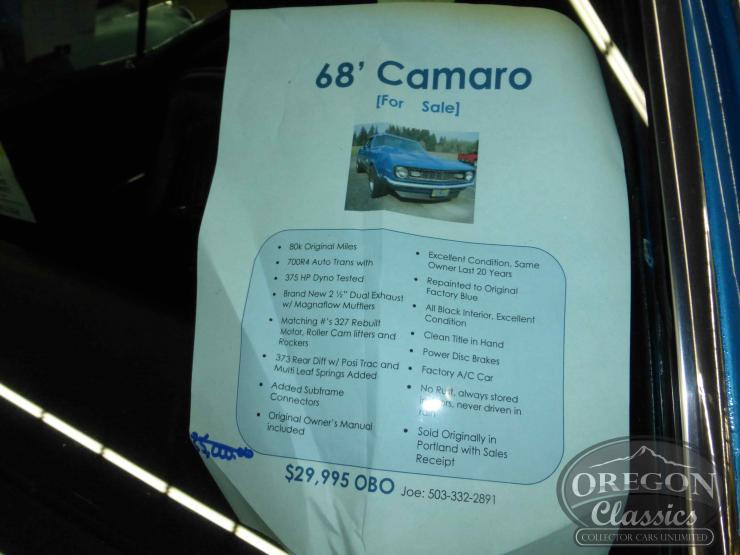 68' Camaro
[For Sale]
• 80k Original Miles
• 700R4 Auto Trans with
• 375 HP Dyno Tested
• Brand New 2 ½" Dual Exhaust
w/ Magnaflow Mufflers
• Matching #'s 327 Rebuilt
Motor, Roller Cam lifters and
Rockers
• 373 Rear Diff w/ Posi Trac and
Multi Leaf Springs Added
• Added Subframe
Connectors
• Original Owner's Manual
included
• Excellent Condition, Same
Owner Last 20 Years
• Repainted to Original
Factory Blue
• All Black Interior, Excellent
Condition
• Clean Title in Hand
• Power Disc Brakes
• Factory A/C Car
• No Rust, always stored
never driven in
rain
• Sold Originally in
Portland with Sales
Receipt
$29,995 OBO Joe: 503-332-2891
OREGON
Classics
COLLECTOR CARS UNLIMITED